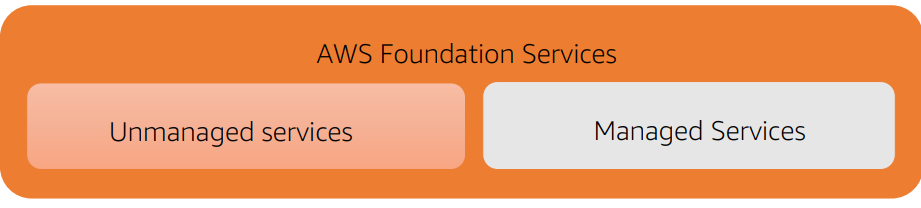 AWS Foundation Services
Unmanaged services
Managed Services